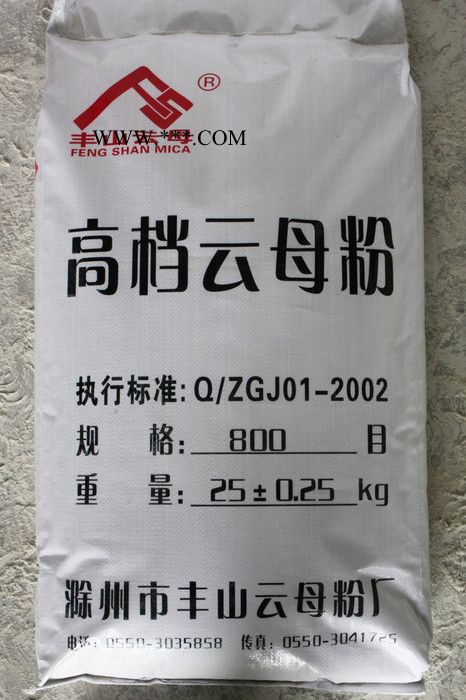 ®
丰山云母
WWW.***.COM
FENG SHAN MICA
高档云母粉
执行标准: Q/ZGJ01-2002
规 格: 800 目
重 量: 25±0.25 kg
滁州市丰山云母粉厂
电话: 0550-3035858 传真: 0550-3041725